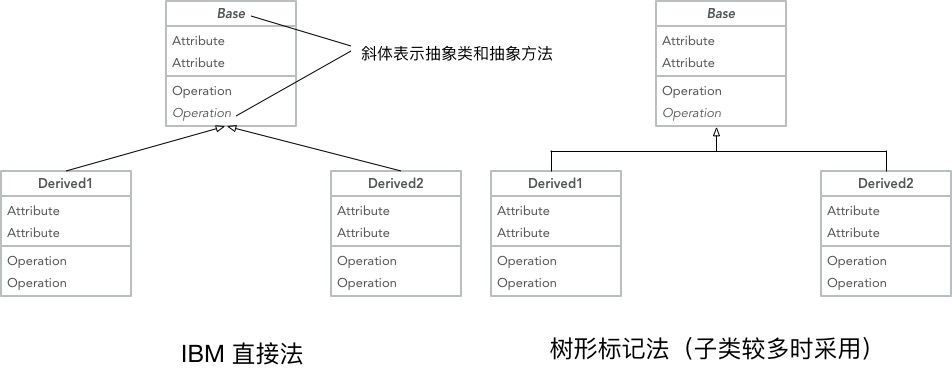 Base
Attribute
Attribute
Operation
Operation
斜体表示抽象类和抽象方法
Derived1
Attribute
Attribute
Operation
Operation
Derived2
Attribute
Attribute
Operation
Operation
IBM 直接法
Base
Attribute
Attribute
Operation
Operation
Derived1
Attribute
Attribute
Operation
Operation
Derived2
Attribute
Attribute
Operation
Operation
树形标记法（子类较多时采用）